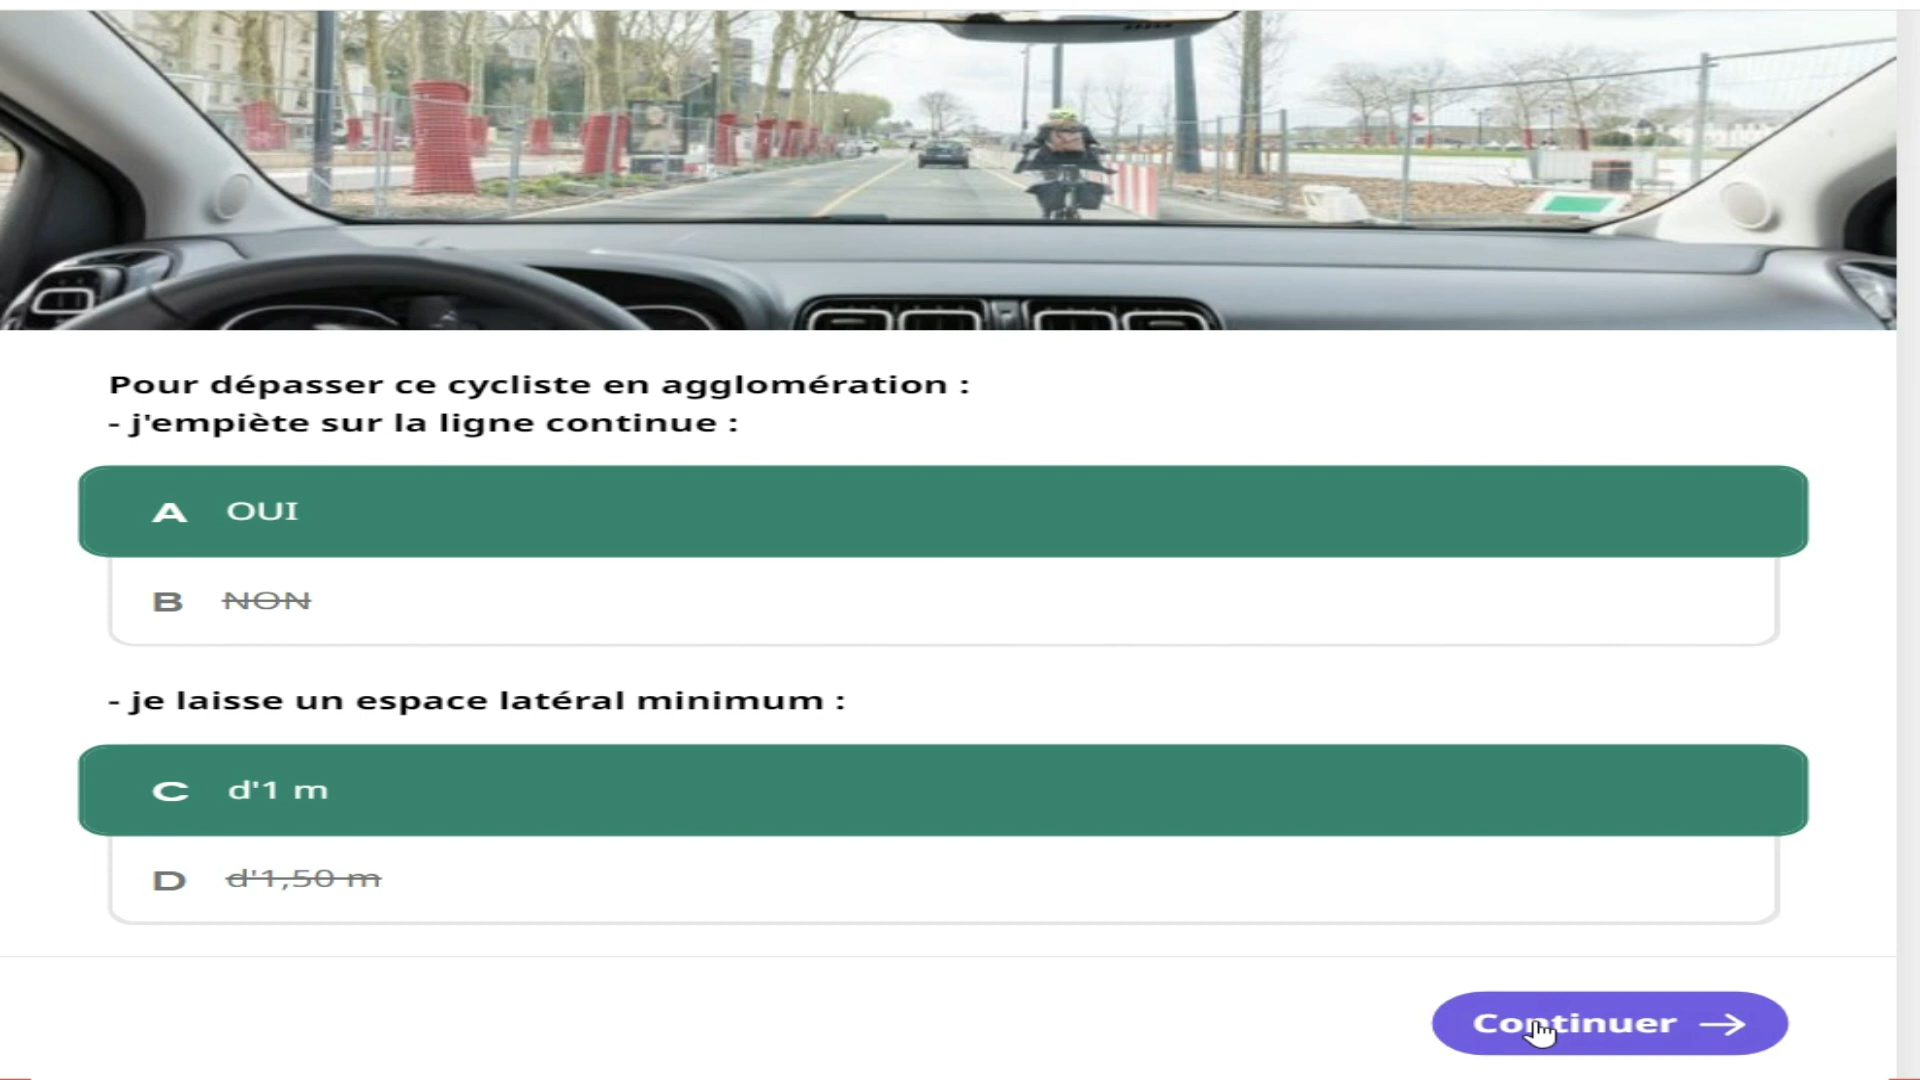 Pour dépasser ce cycliste en agglomération :
- j'empiète sur la ligne continue :
A OUI
B NON
- je laisse un espace latéral minimum :
C d'1 m
D d'1,50 m
Continuer →